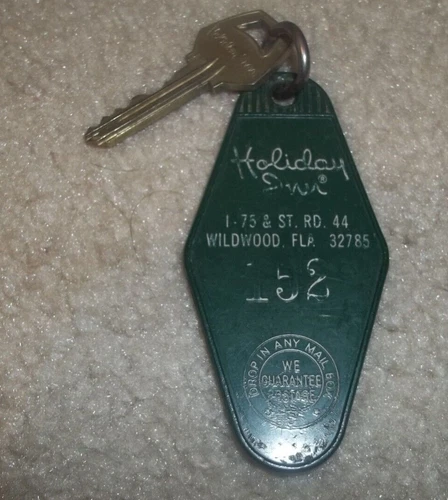 Holiday
Inn®
I-75 & ST. RD. 44
WILDWOOD, FLA 32785
152
DROP IN ANY MAIL BOX
WE
GUARANTEE
POSTAGE